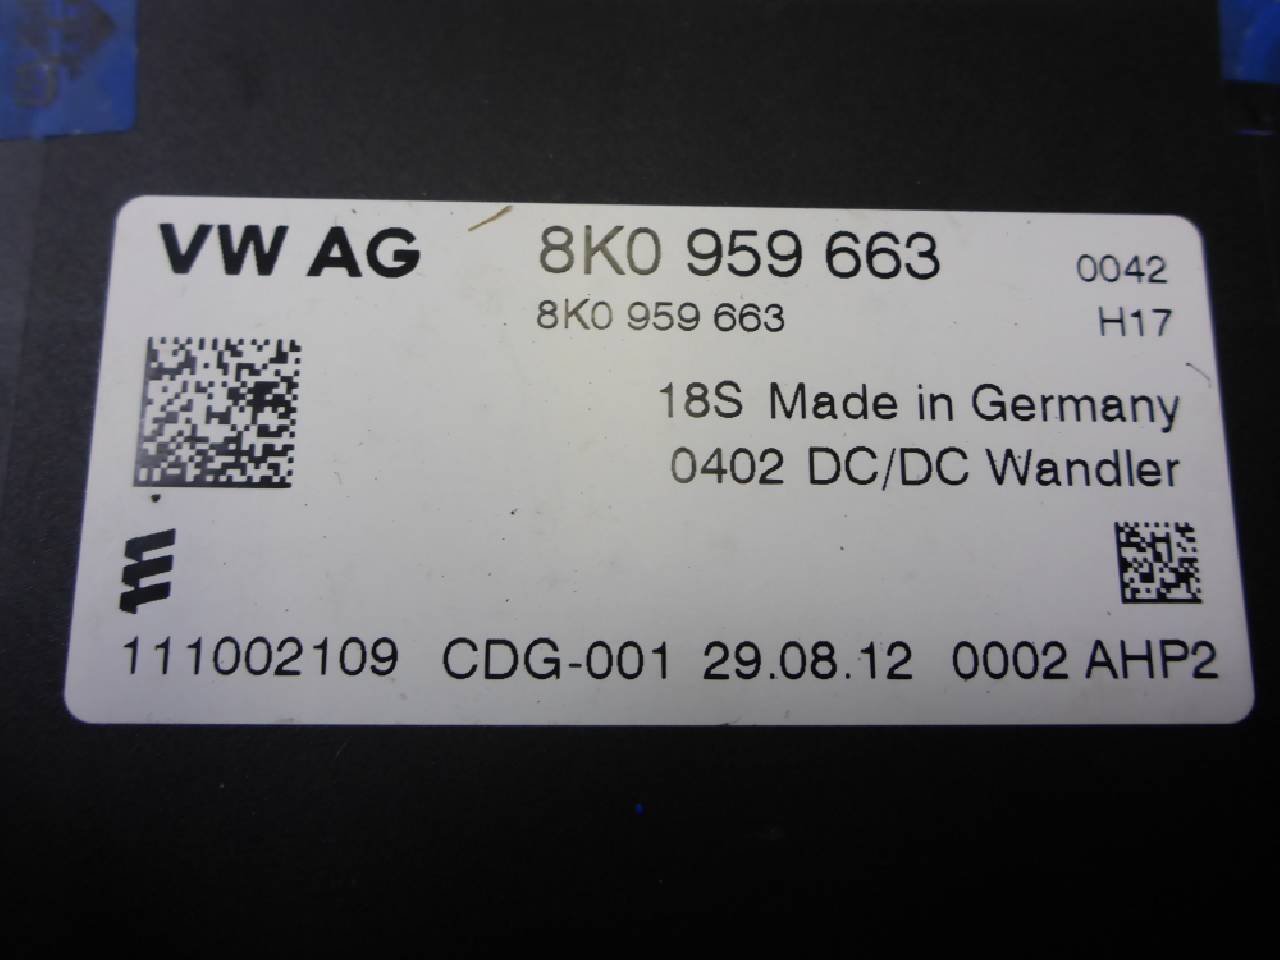 VW AG 8K0 959 663 0042
8K0 959 663 H17
18S Made in Germany
0402 DC/DC Wandler
m
111002109 CDG-001 29.08.12 0002 AHP2